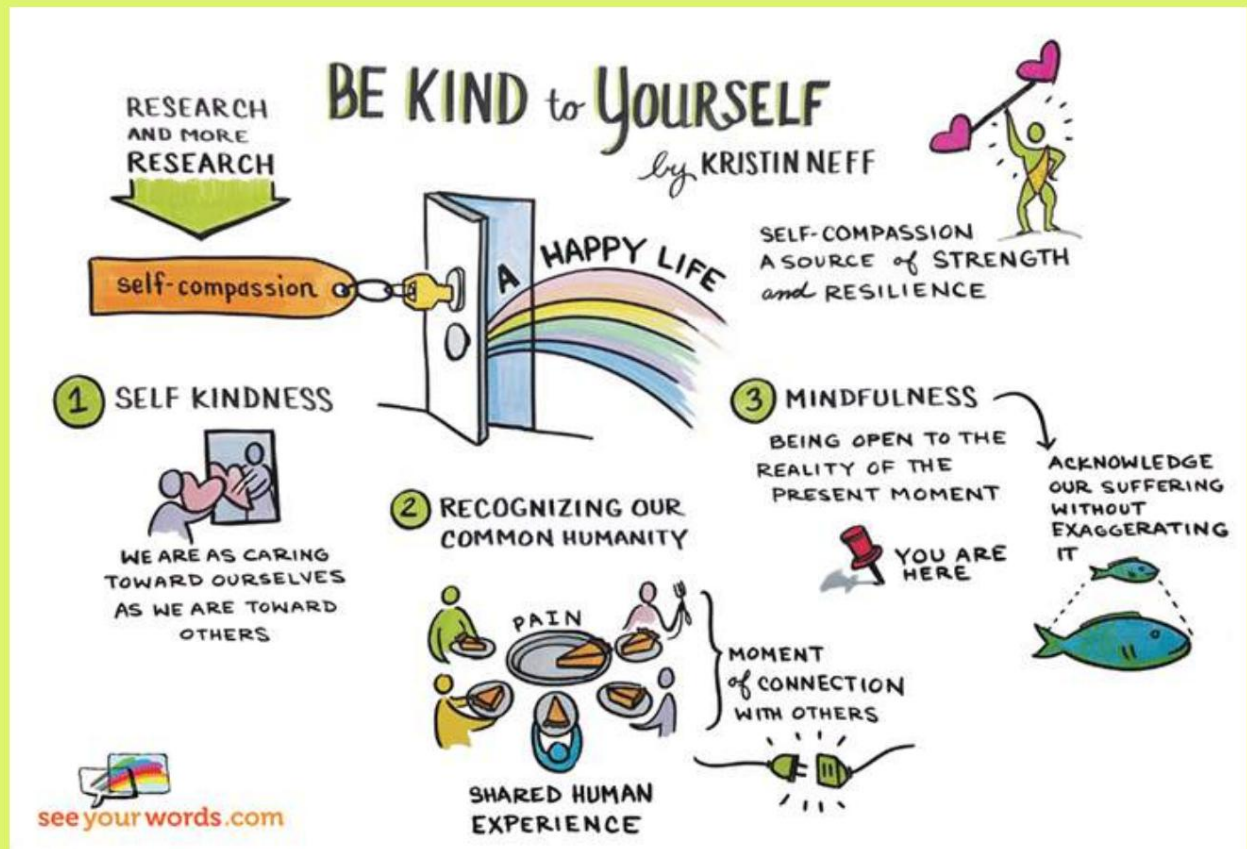 BE KIND to YOURSELF
by KRISTIN NEFF
RESEARCH
AND MORE
RESEARCH
self-compassion
A HAPPY LIFE
SELF-COMPASSION
A SOURCE of STRENGTH
and RESILIENCE
1 SELF KINDNESS
WE ARE AS CARING
TOWARD OURSELVES
AS WE ARE TOWARD
OTHERS
2 RECOGNIZING OUR
COMMON HUMANITY
PAIN
MOMENT
of CONNECTION
WITH OTHERS
SHARED HUMAN
EXPERIENCE
3 MINDFULNESS
BEING OPEN TO THE
REALITY OF THE
PRESENT MOMENT
YOU ARE
HERE
ACKNOWLEDGE
OUR SUFFERING
WITHOUT
EXAGGERATING
IT
seeyourwords.com